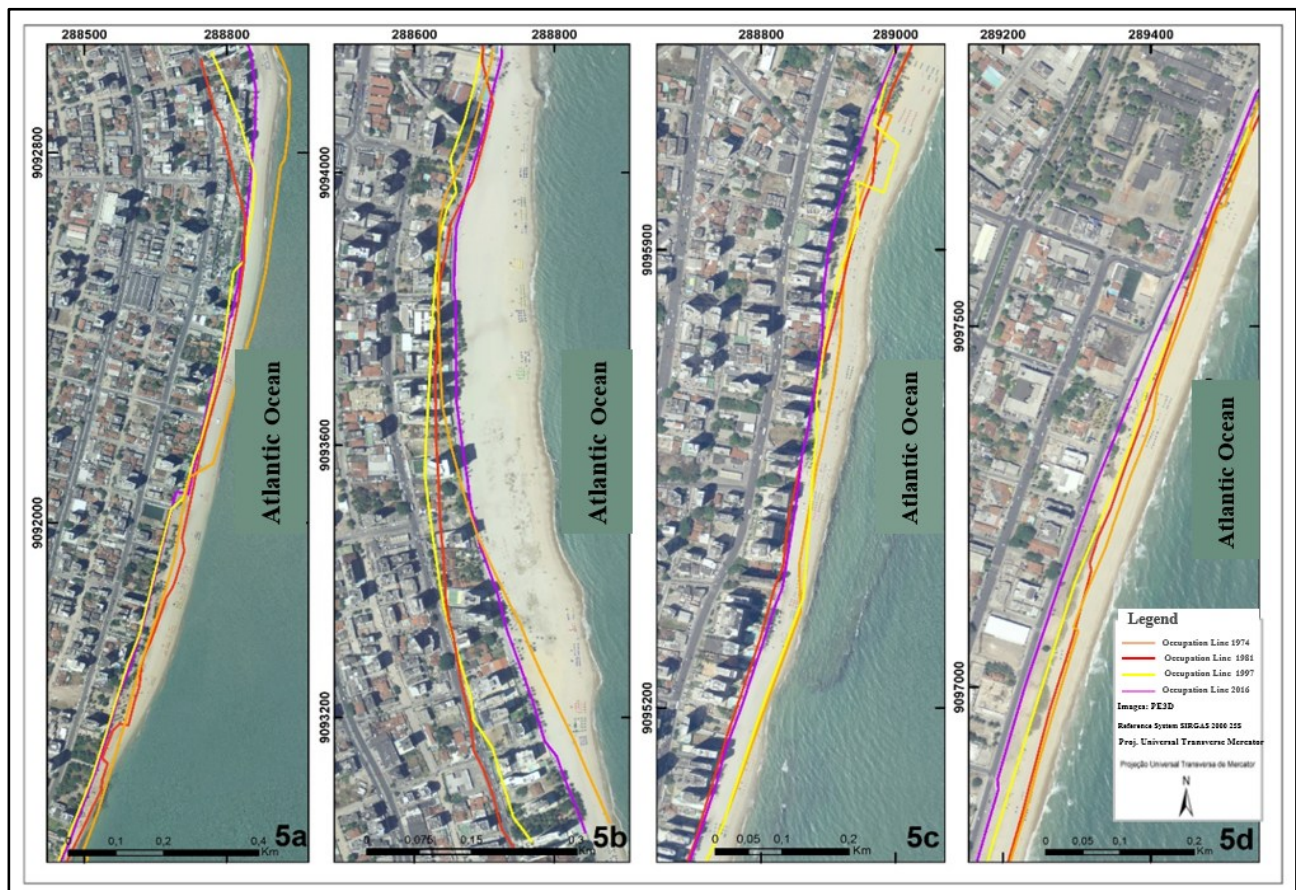 288500 288800
9092800
9092000
Atlantic Ocean
0 0,1 0,2 0,4
Km
5a
288600 288800
9094000
9093600
9093200
Atlantic Ocean
0 0,075 0,15 0,3
Km
5b
288800 289000
9095900
9095200
Atlantic Ocean
0 0,05 0,1 0,2
Km
5c
289200 289400
9097500
9097000
Atlantic Ocean
Legend
Occupation Line 1974
Occupation Line 1981
Occupation Line 1997
Occupation Line 2016
Images: PE3D
Reference System SIRGAS 2000 25S
Proj. Universal Transverse Mercator
Projeção Universal Transversa de Mercator
N
0 0,05 0,1 0,2
Km
5d